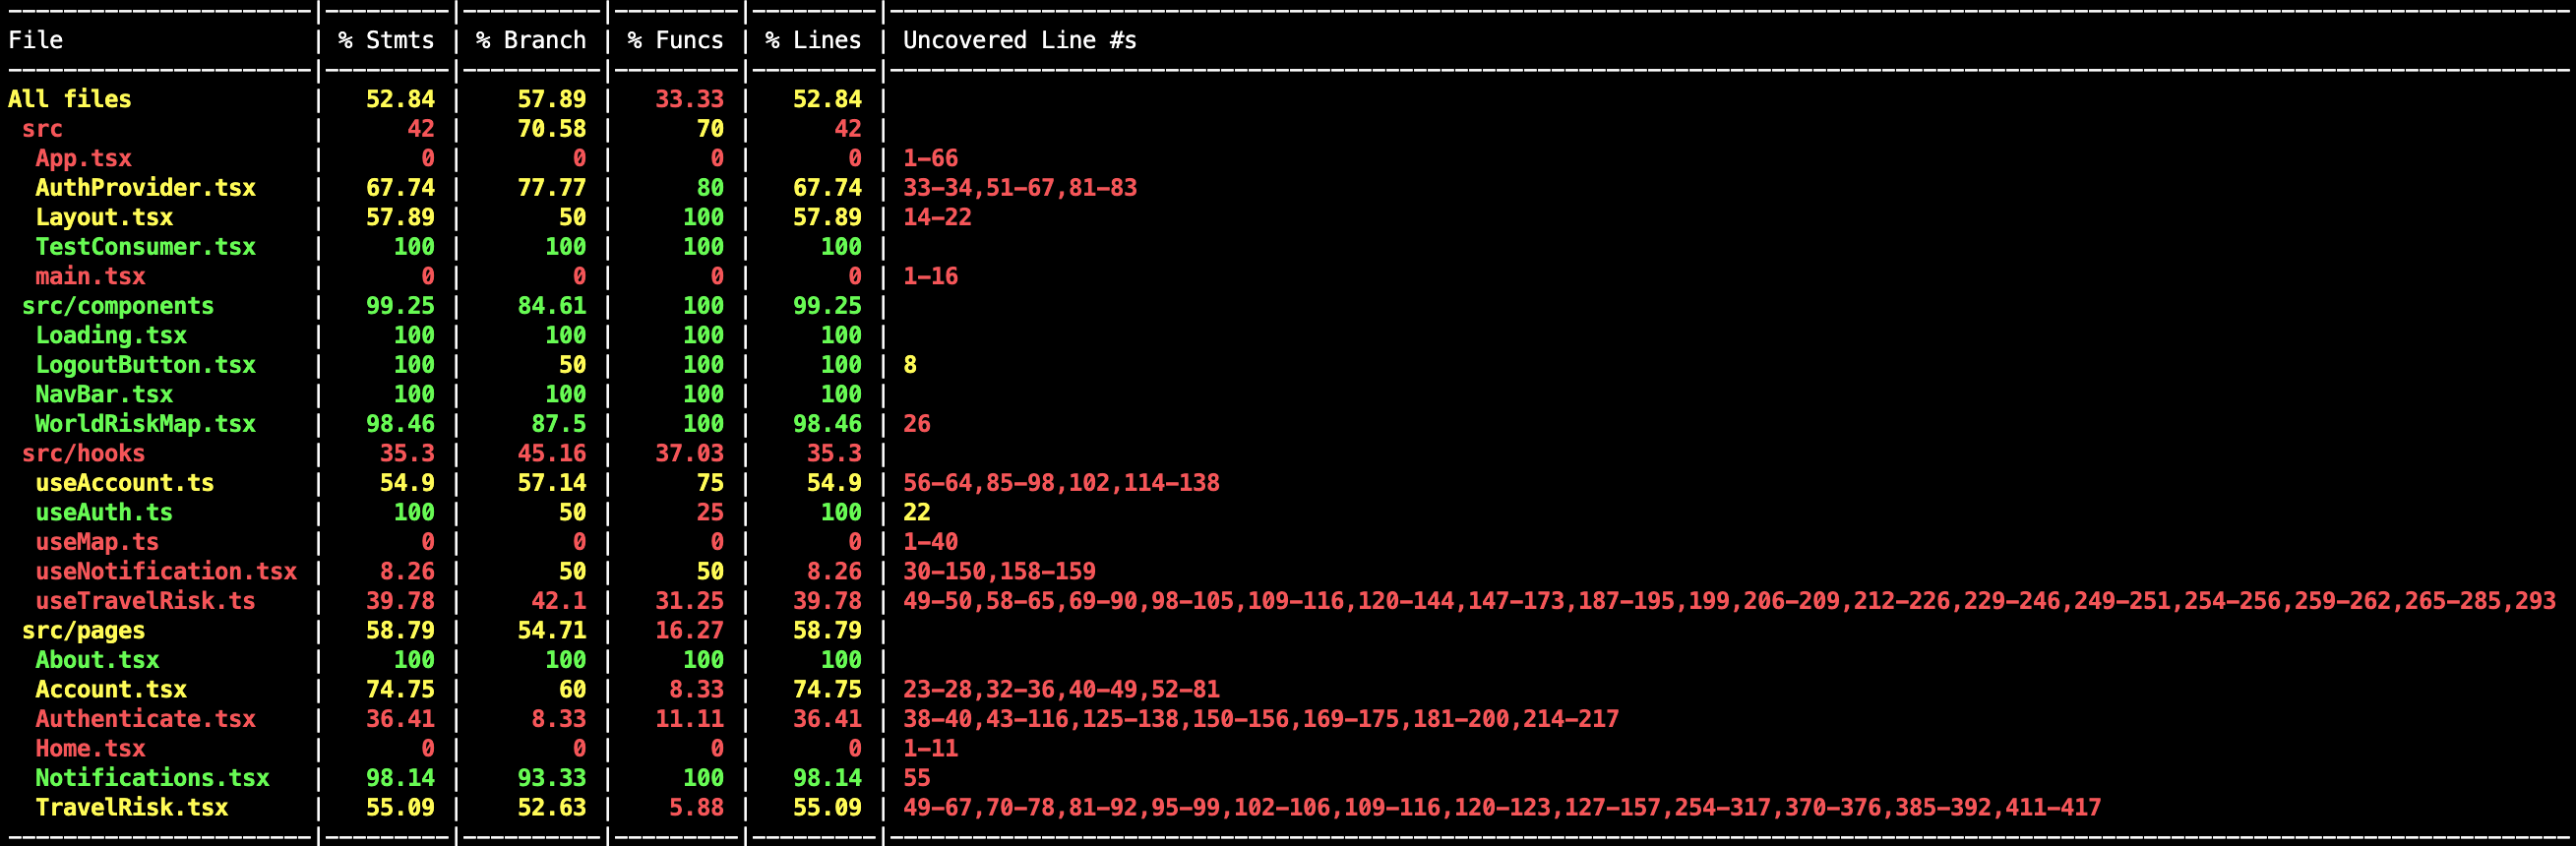 File | % Stmts | % Branch | % Funcs | % Lines | Uncovered Line #s
All files | 52.84 | 57.89 | 33.33 | 52.84 |
src | 42 | 70.58 | 70 | 42 |
App.tsx | 0 | 0 | 0 | 0 | 1-66
AuthProvider.tsx | 67.74 | 77.77 | 80 | 67.74 | 33-34,51-67,81-83
Layout.tsx | 57.89 | 50 | 100 | 57.89 | 14-22
TestConsumer.tsx | 100 | 100 | 100 | 100 |
main.tsx | 0 | 0 | 0 | 0 | 1-16
src/components | 99.25 | 84.61 | 100 | 99.25 |
Loading.tsx | 100 | 100 | 100 | 100 |
LogoutButton.tsx | 100 | 50 | 100 | 100 | 8
NavBar.tsx | 100 | 100 | 100 | 100 |
WorldRiskMap.tsx | 98.46 | 87.5 | 100 | 98.46 | 26
src/hooks | 35.3 | 45.16 | 37.03 | 35.3 |
useAccount.ts | 54.9 | 57.14 | 75 | 54.9 | 56-64,85-98,102,114-138
useAuth.ts | 100 | 50 | 25 | 100 | 22
useMap.ts | 0 | 0 | 0 | 0 | 1-40
useNotification.tsx | 8.26 | 50 | 50 | 8.26 | 30-150,158-159
useTravelRisk.ts | 39.78 | 42.1 | 31.25 | 39.78 | 49-50,58-65,69-90,98-105,109-116,120-144,147-173,187-195,199,206-209,212-226,229-246,249-251,254-256,259-262,265-285,293
src/pages | 58.79 | 54.71 | 16.27 | 58.79 |
About.tsx | 100 | 100 | 100 | 100 |
Account.tsx | 74.75 | 60 | 8.33 | 74.75 | 23-28,32-36,40-49,52-81
Authenticate.tsx | 36.41 | 8.33 | 11.11 | 36.41 | 38-40,43-116,125-138,150-156,169-175,181-200,214-217
Home.tsx | 0 | 0 | 0 | 0 | 1-11
Notifications.tsx | 98.14 | 93.33 | 100 | 98.14 | 55
TravelRisk.tsx | 55.09 | 52.63 | 5.88 | 55.09 | 49-67,70-78,81-92,95-99,102-106,109-116,120-123,127-157,254-317,370-376,385-392,411-417